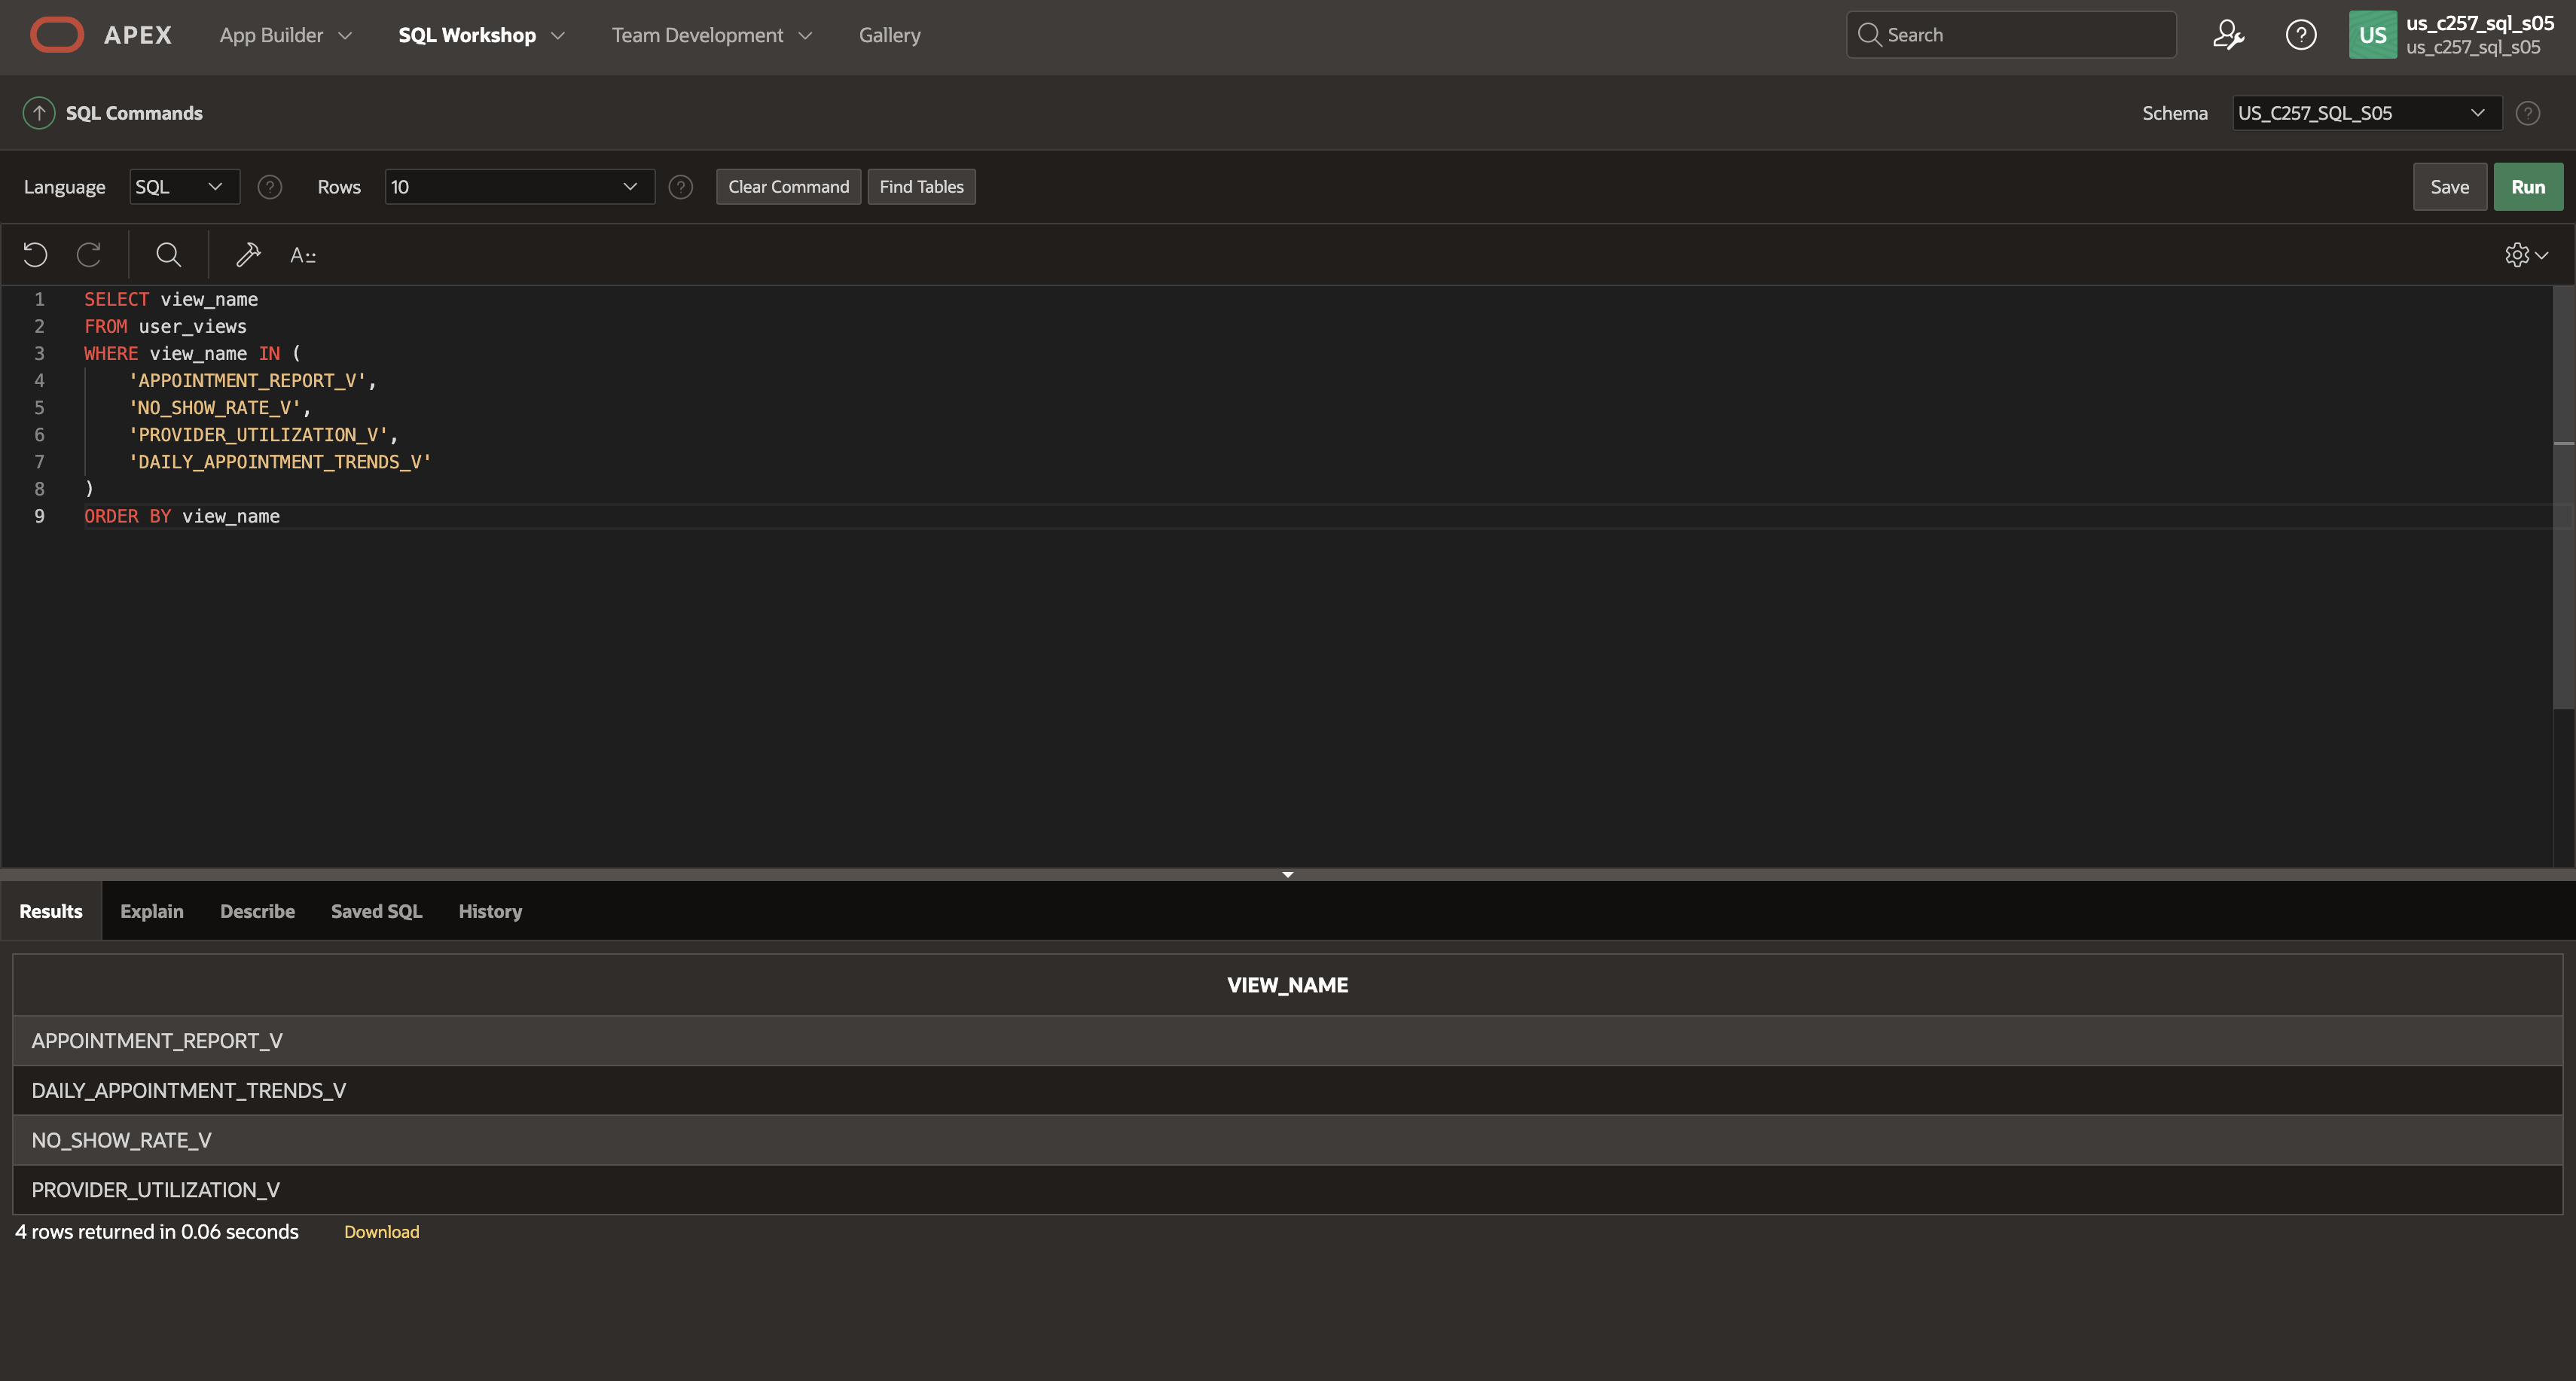 APEX App Builder SQL Workshop Team Development Gallery Search US us_c257_sql_s05
us_c257_sql_s05
SQL Commands Schema US_C257_SQL_S05
Language SQL Rows 10 Clear Command Find Tables Save Run
A::
1 SELECT view_name
2 FROM user_views
3 WHERE view_name IN (
4 'APPOINTMENT_REPORT_V',
5 'NO_SHOW_RATE_V',
6 'PROVIDER_UTILIZATION_V',
7 'DAILY_APPOINTMENT_TRENDS_V'
8 )
9 ORDER BY view_name
Results Explain Describe Saved SQL History
VIEW_NAME
APPOINTMENT_REPORT_V
DAILY_APPOINTMENT_TRENDS_V
NO_SHOW_RATE_V
PROVIDER_UTILIZATION_V
4 rows returned in 0.06 seconds Download